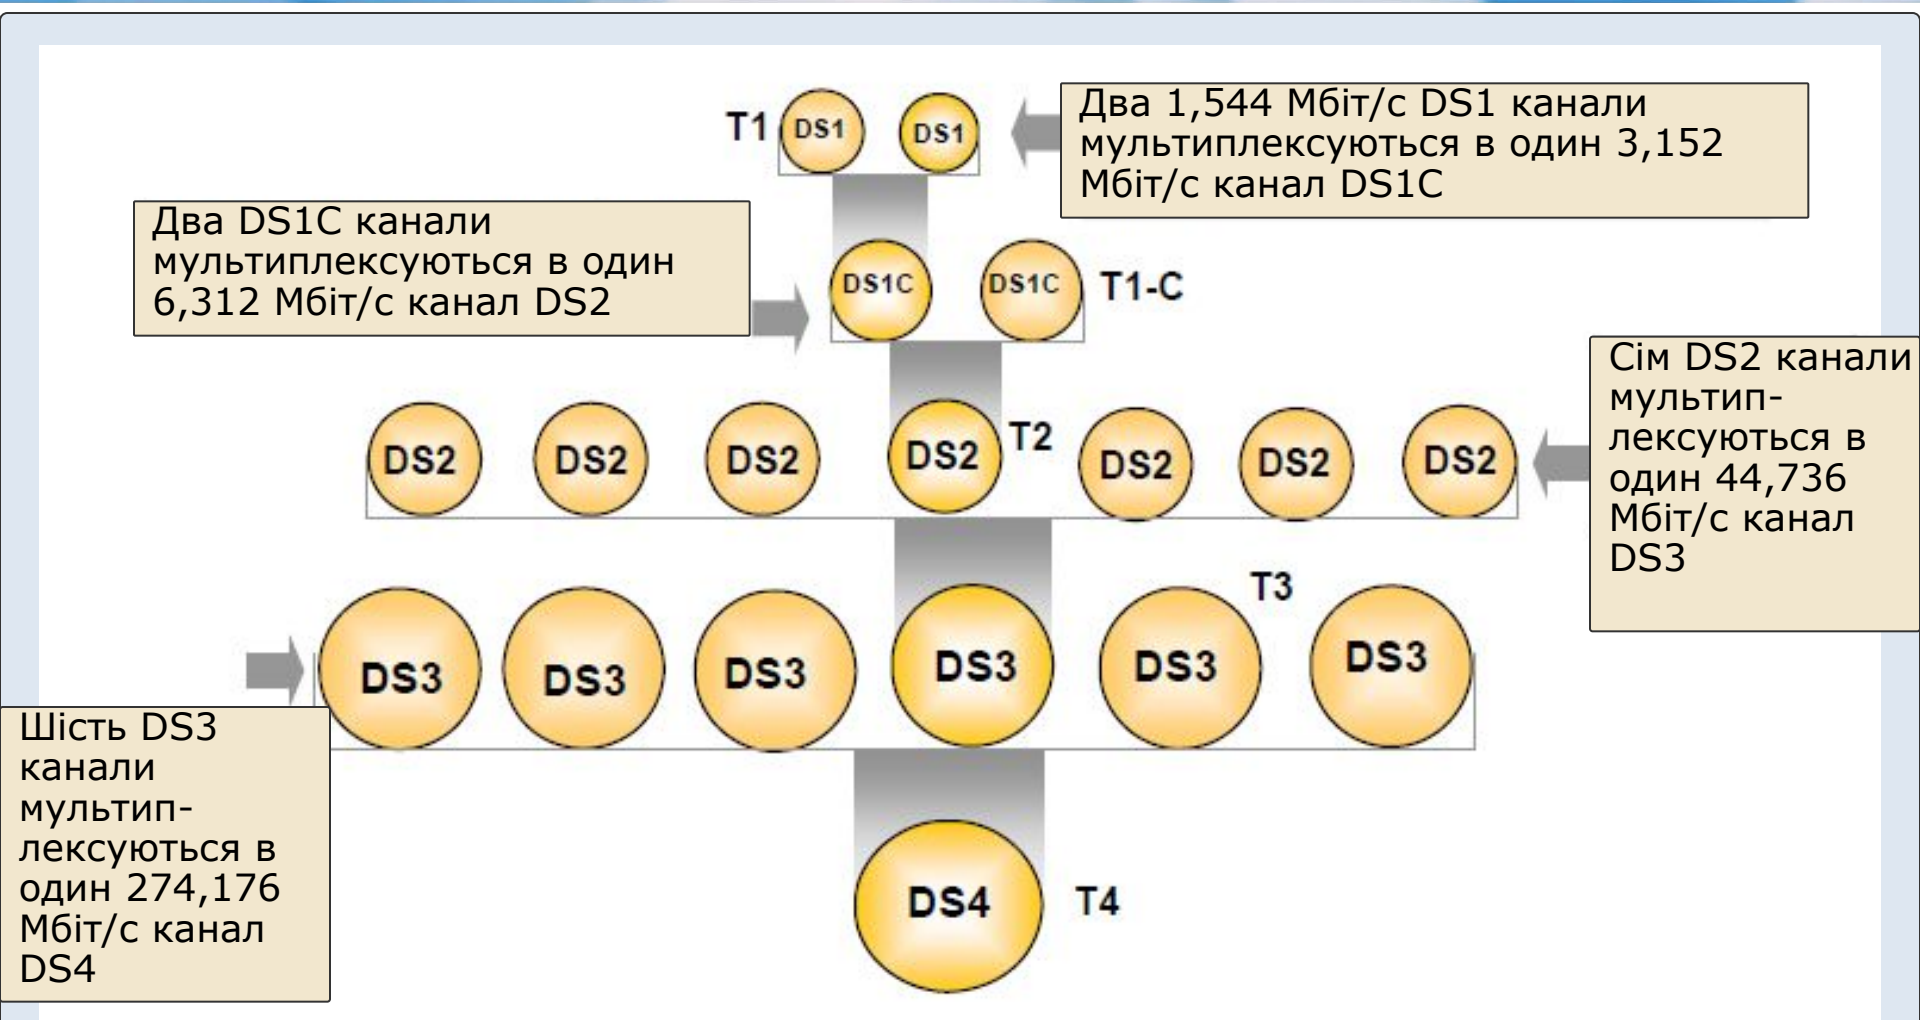 T1
DS1
DS1
Два 1,544 Мбіт/с DS1 канали
мультиплексуються в один 3,152
Мбіт/с канал DS1C
Два DS1C канали
мультиплексуються в один
6,312 Мбіт/с канал DS2
DS1C
DS1C
T1-C
Сім DS2 канали
мультип-
лексуються в
один 44,736
Мбіт/с канал
DS3
DS2
DS2
DS2
DS2
T2
DS2
DS2
DS2
T3
DS3
DS3
DS3
DS3
DS3
DS3
Шість DS3
канали
мультип-
лексуються в
один 274,176
Мбіт/с канал
DS4
DS4
T4